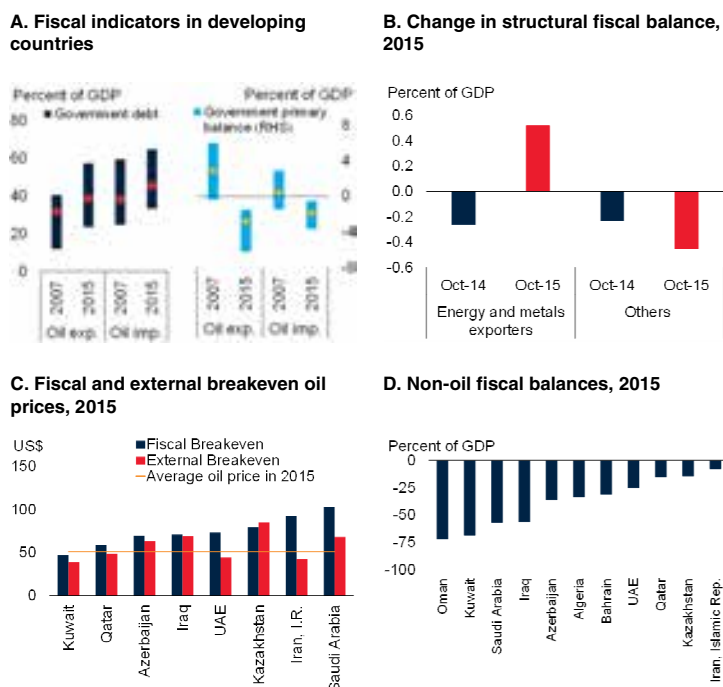 A. Fiscal indicators in developing
countries
Percent of GDP
Percent of GDP
Government debt
Government primary
balance (RHS)
80
60
40
20
0
8
4
0
-4
-8
2007
2015
2007
2015
2007
2015
2007
2015
Oil exp.
Oil imp.
Oil exp.
Oil imp.
B. Change in structural fiscal balance,
2015
Percent of GDP
0.6
0.4
0.2
0.0
-0.2
-0.4
-0.6
Oct-14
Oct-15
Oct-14
Oct-15
Energy and metals
exporters
Others
C. Fiscal and external breakeven oil
prices, 2015
US$
Fiscal Breakeven
External Breakeven
Average oil price in 2015
150
100
50
0
Kuwait
Qatar
Azerbaijan
Iraq
UAE
Kazakhstan
Iran, I.R.
Saudi Arabia
D. Non-oil fiscal balances, 2015
Percent of GDP
0
-25
-50
-75
-100
Oman
Kuwait
Saudi Arabia
Iraq
Azerbaijan
Algeria
Bahrain
UAE
Qatar
Kazakhstan
Iran, Islamic Rep.